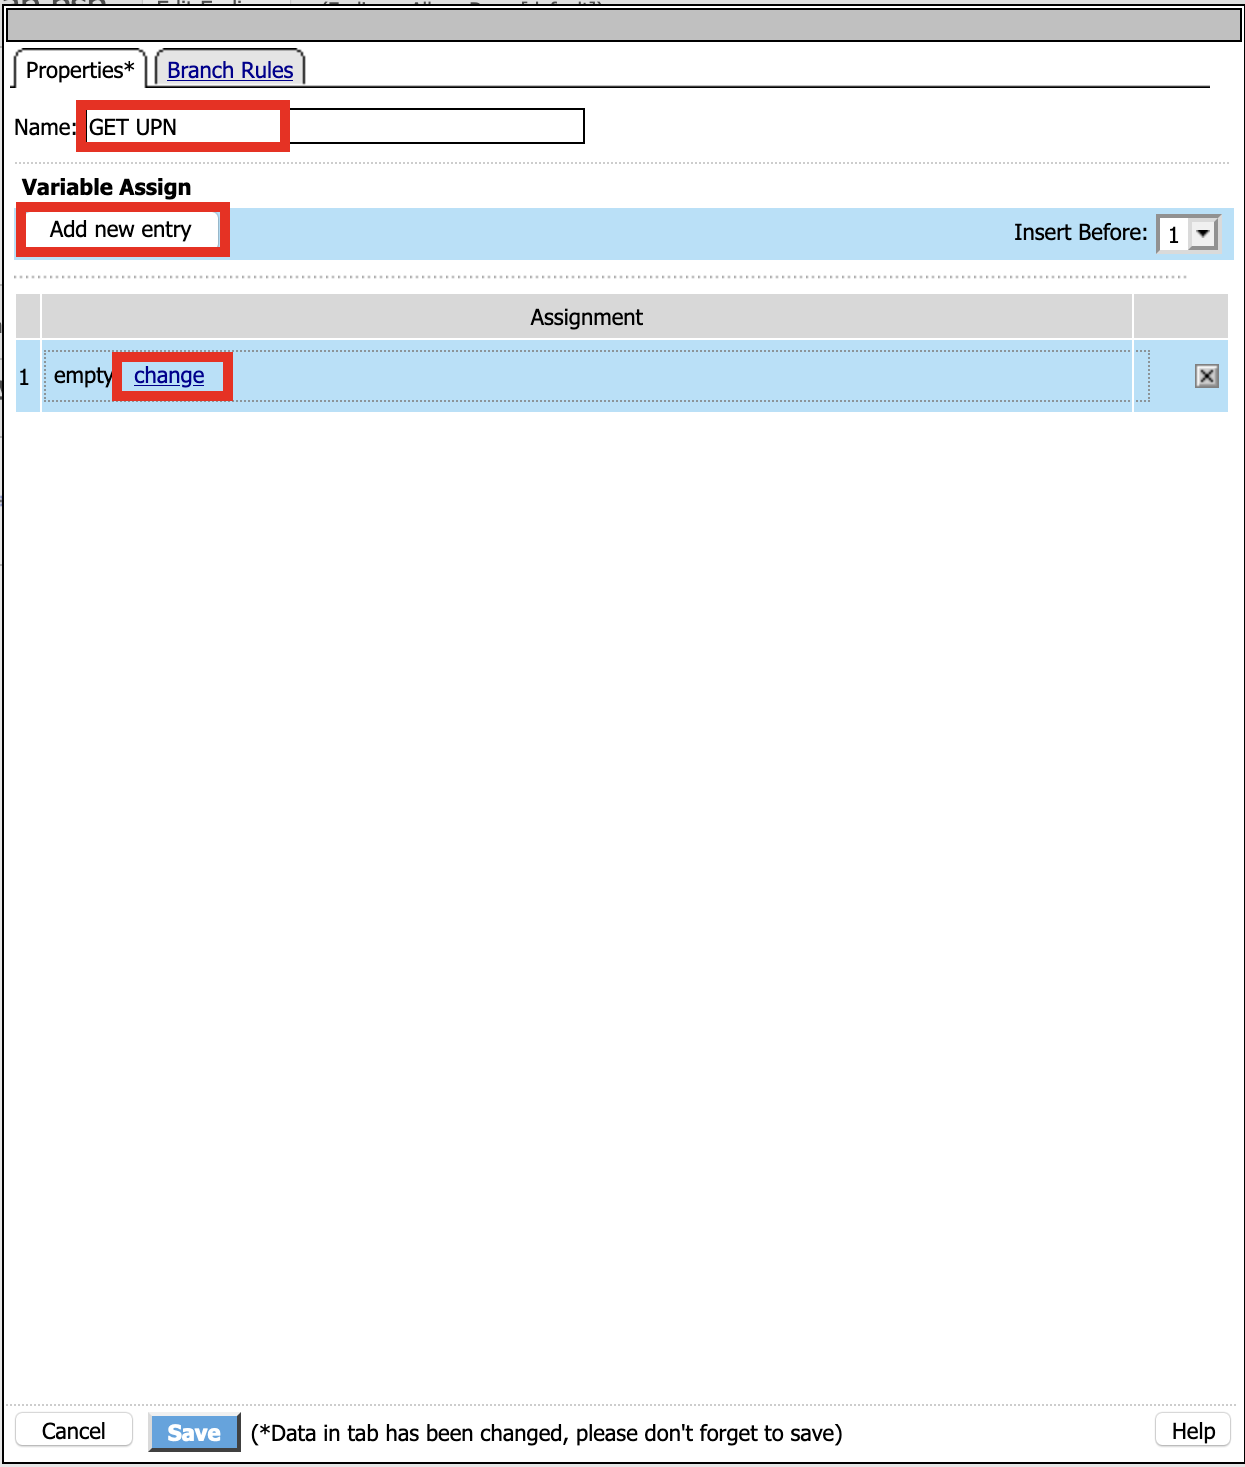 Properties* Branch Rules
Name: GET UPN
Variable Assign
Add new entry Insert Before: 1
Assignment
1 empty change
Cancel Save (*Data in tab has been changed, please don't forget to save) Help